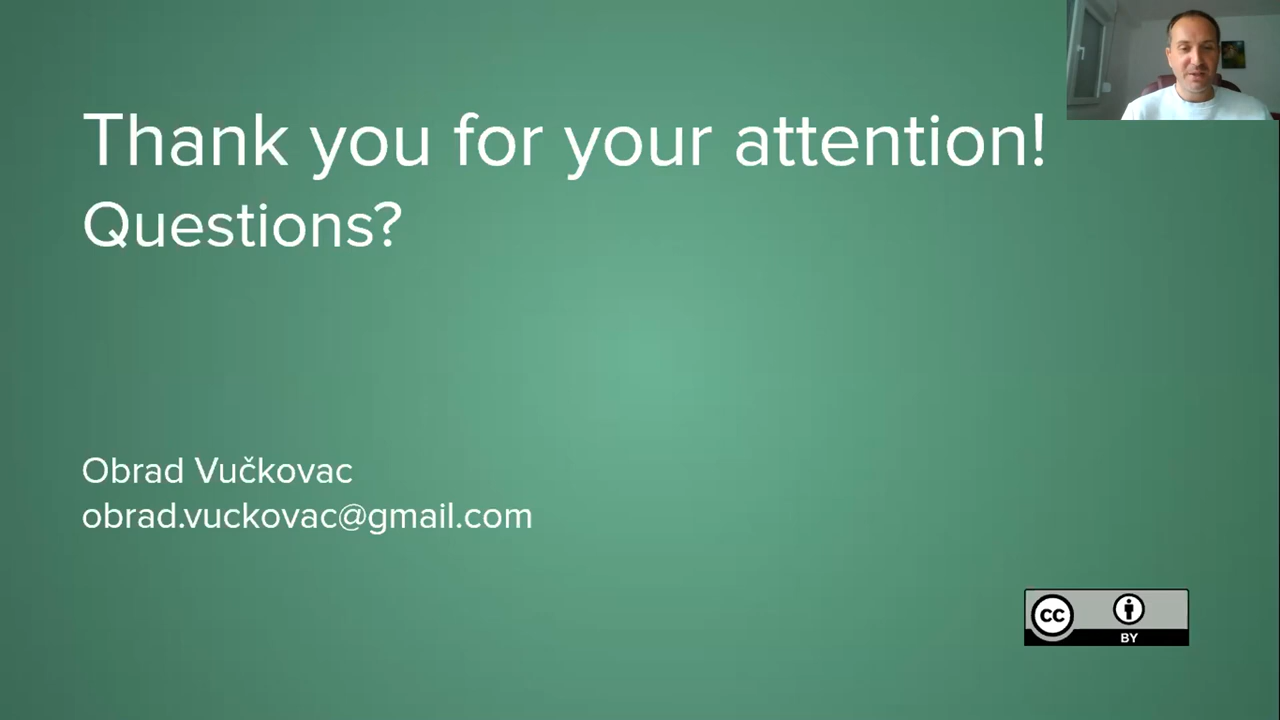 Thank you for your attention!
Questions?
Obrad Vučkovac
obrad.vuckovac@gmail.com
cc
BY